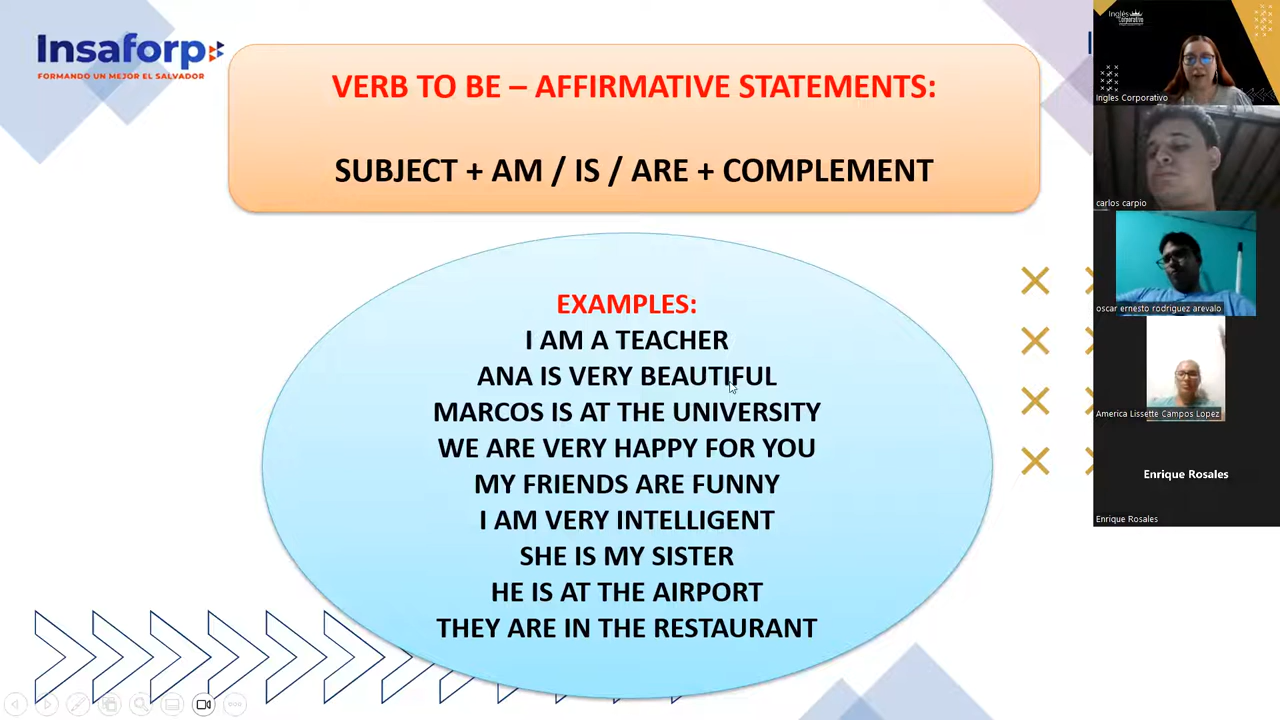 Insaforp
FORMANDO UN MEJOR EL SALVADOR
VERB TO BE – AFFIRMATIVE STATEMENTS:
SUBJECT + AM / IS / ARE + COMPLEMENT
EXAMPLES:
I AM A TEACHER
ANA IS VERY BEAUTIFUL
MARCOS IS AT THE UNIVERSITY
WE ARE VERY HAPPY FOR YOU
MY FRIENDS ARE FUNNY
I AM VERY INTELLIGENT
SHE IS MY SISTER
HE IS AT THE AIRPORT
THEY ARE IN THE RESTAURANT
Inglés
Corporativo
Ingles Corporativo
carlos carpio
oscar ernesto rodriguez arevalo
America Lissette Campos Lopez
Enrique Rosales
Enrique Rosales